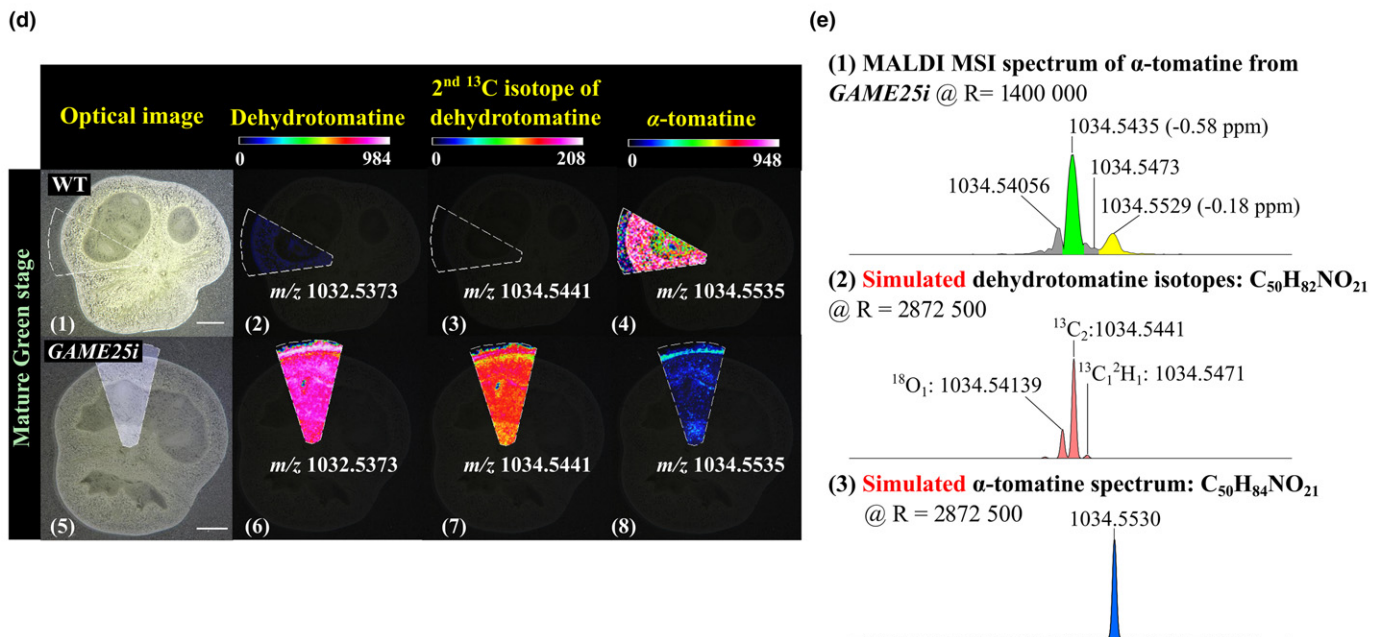 (d)
Optical image
Dehydrotomatine
0 984
2nd 13C isotope of
dehydrotomatine
0 208
α-tomatine
0 948
Mature Green stage
WT
(1)
m/z 1032.5373
(2)
m/z 1034.5441
(3)
m/z 1034.5535
(4)
GAME25i
(5)
m/z 1032.5373
(6)
m/z 1034.5441
(7)
m/z 1034.5535
(8)
(e)
(1) MALDI MSI spectrum of α-tomatine from
GAME25i @ R= 1400 000
1034.5435 (-0.58 ppm)
1034.5473
1034.54056
1034.5529 (-0.18 ppm)
(2) Simulated dehydrotomatine isotopes: C50H82NO21
@ R = 2872 500
13C2:1034.5441
18O1: 1034.54139
13C12H1: 1034.5471
(3) Simulated α-tomatine spectrum: C50H84NO21
@ R = 2872 500
1034.5530